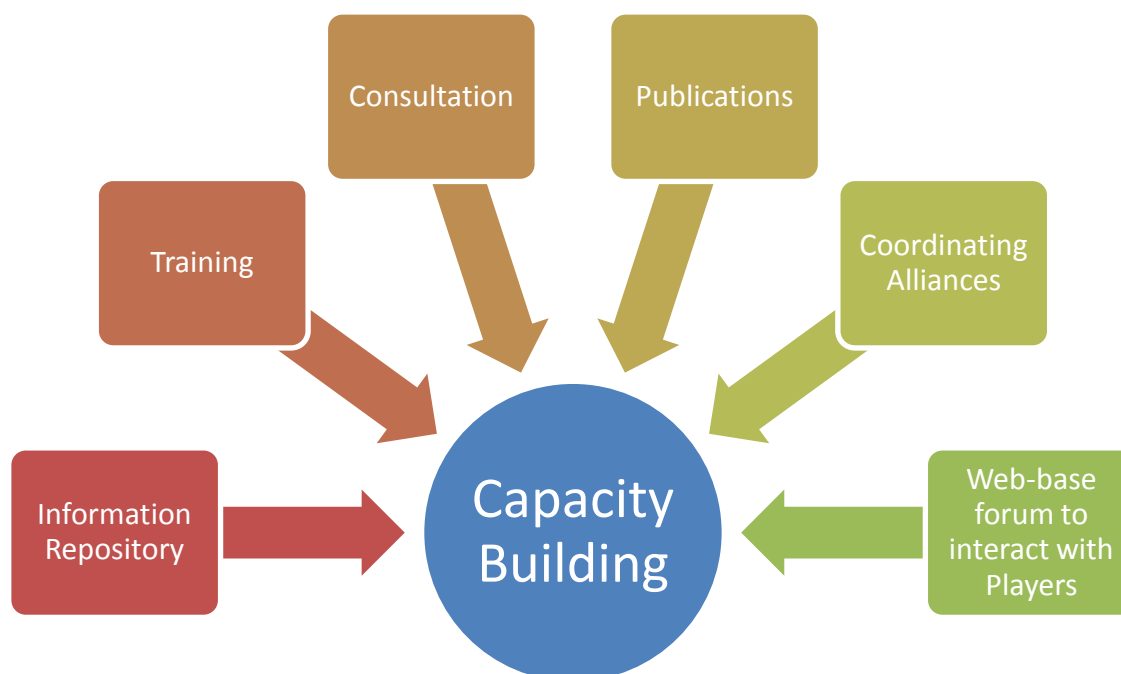 Consultation
Publications
Training
Coordinating
Alliances
Information
Repository
Capacity
Building
Web-base
forum to
interact with
Players